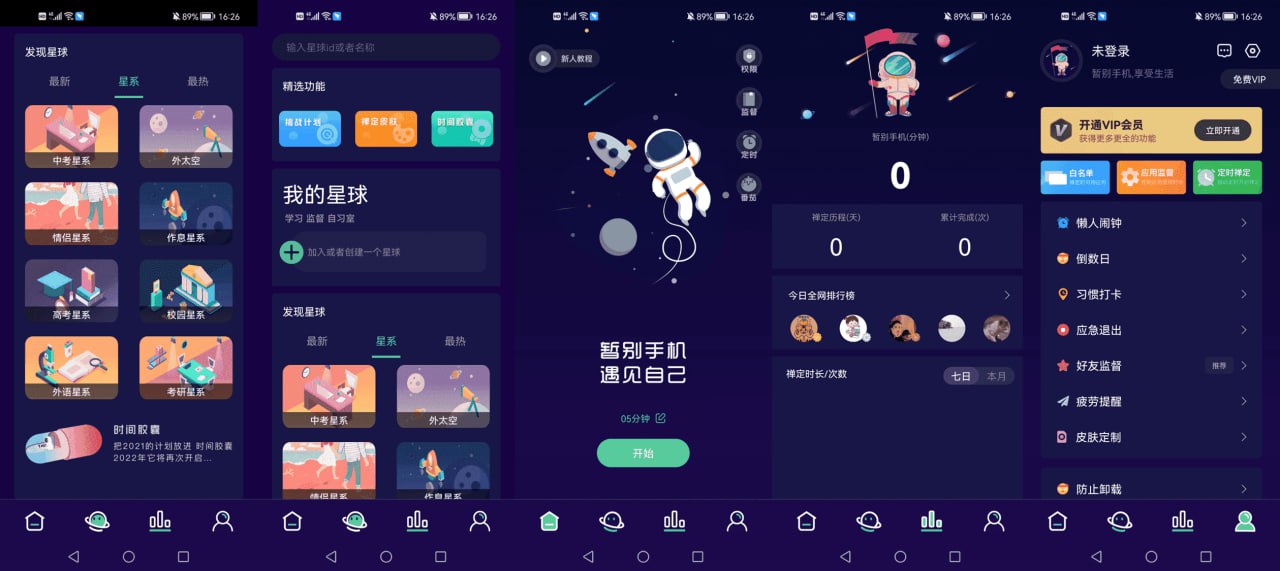 HD 4G 89% 16:26
发现星球
最新 星系 最热
中考星系 外太空
情侣星系 作息星系
高考星系 校园星系
外语星系 考研星系
时间胶囊
把2021的计划放进 时间胶囊
2022年它将再次开启...
HD 4G 89% 16:26
输入星球id或者名称
精选功能
挑战计划 禅定皮肤 时间胶囊
我的星球
学习 监督 自习室
加入或者创建一个星球
发现星球
最新 星系 最热
中考星系 外太空
情侣星系 作息星系
HD 4G 89% 16:26
新人教程
权限
监督
定时
番茄
暂别手机
遇见自己
05分钟
开始
HD 4G 89% 16:26
暂别手机(分钟)
0
禅定历程(天) 累计完成(次)
0 0
今日全网排行榜
禅定时长/次数 七日 本月
HD 4G 89% 16:26
未登录
暂别手机,享受生活
免费VIP
开通VIP会员
获得更多更全的功能
立即开通
白名单 应用监督 定时禅定
懒人闹钟
倒数日
习惯打卡
应急退出
好友监督 推荐
疲劳提醒
皮肤定制
防止卸载